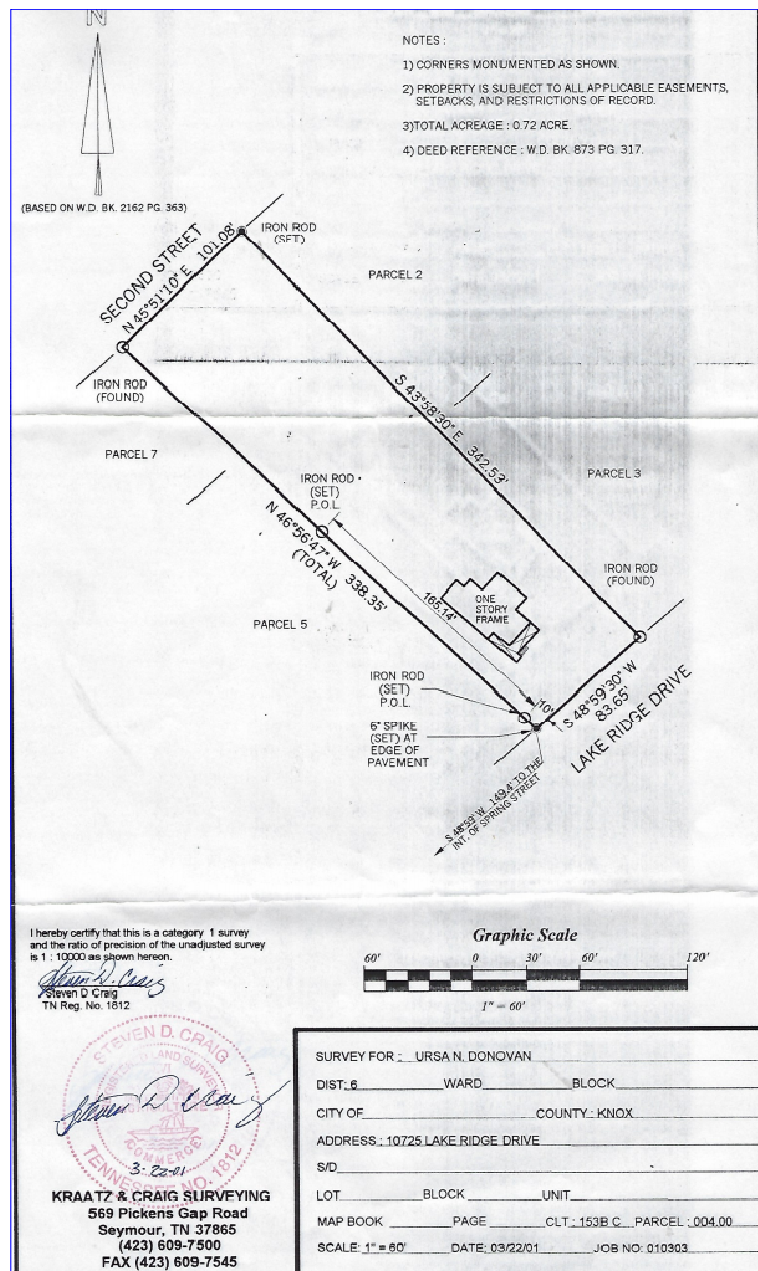 N
NOTES :
1) CORNERS MONUMENTED AS SHOWN.
2) PROPERTY IS SUBJECT TO ALL APPLICABLE EASEMENTS,
SETBACKS, AND RESTRICTIONS OF RECORD.
3)TOTAL ACREAGE : 0.72 ACRE.
4) DEED REFERENCE : W.D. BK. 873 PG. 317.
(BASED ON W.D. BK. 2162 PG. 363)
SECOND STREET
N 45°51'10" E 101.08'
IRON ROD
(SET)
PARCEL 2
IRON ROD
(FOUND)
S 43°58'30" E 342.53'
PARCEL 7
PARCEL 3
IRON ROD
(SET)
P.O.L.
N 46°56'47" W 338.35'
(TOTAL)
165.14'
ONE
STORY
FRAME
IRON ROD
(FOUND)
PARCEL 5
IRON ROD
(SET)
P.O.L.
10'
S 48°59'30" W
83.65'
LAKE RIDGE DRIVE
6" SPIKE
(SET) AT
EDGE OF
PAVEMENT
S 48°59' W 149.4' TO THE
INT. OF SPRING STREET
I hereby certify that this is a category 1 survey
and the ratio of precision of the unadjusted survey
is 1 : 10000 as shown hereon.
Steven D. Craig
Steven D Craig
TN Reg. No. 1812
Graphic Scale
60' 0 30' 60' 120'
1" = 60'
STEVEN D. CRAIG
COMMERCE
TENNESSEE NO. 1812
Steven D Craig
3-22-01
KRAATZ & CRAIG SURVEYING
569 Pickens Gap Road
Seymour, TN 37865
(423) 609-7500
FAX (423) 609-7545
SURVEY FOR : URSA N. DONOVAN
DIST: 6 WARD BLOCK
CITY OF COUNTY : KNOX
ADDRESS : 10725 LAKE RIDGE DRIVE
S/D
LOT BLOCK UNIT
MAP BOOK PAGE CLT : 153B C PARCEL : 004.00
SCALE: 1" = 60' DATE: 03/22/01 JOB NO: 010303